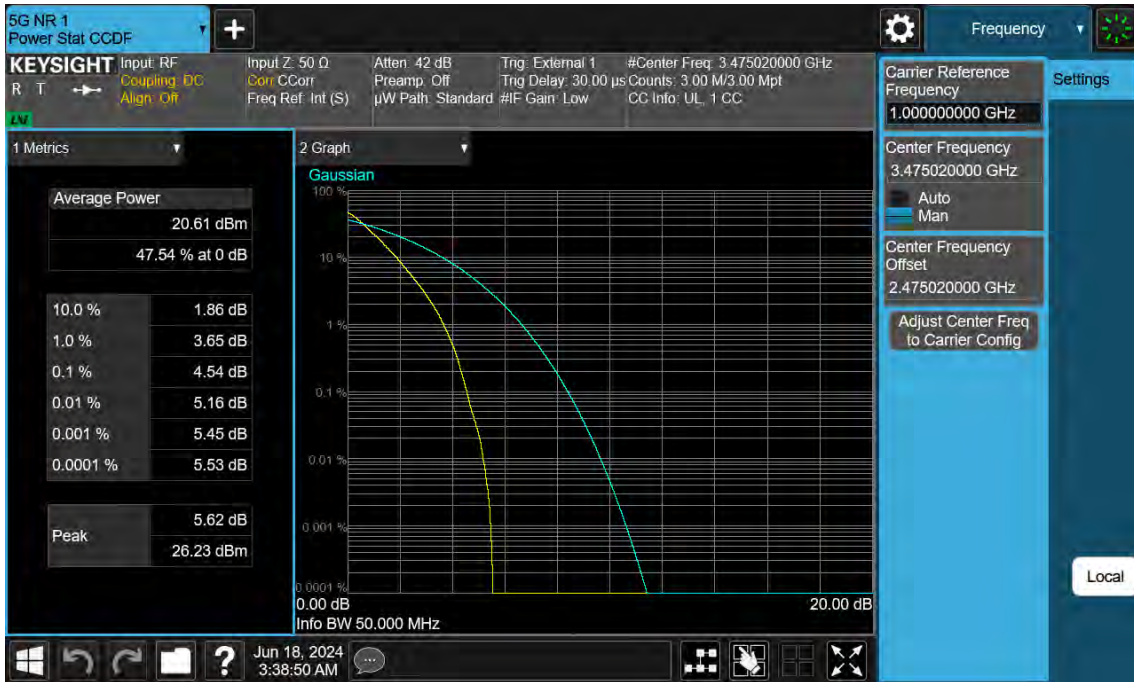 5G NR 1
Power Stat CCDF
Frequency
KEYSIGHT
R T
LXI
Input: RF
Coupling: DC
Align: Off
Input Z: 50 Ω
Corr CCorr
Freq Ref: Int (S)
Atten: 42 dB
Preamp: Off
µW Path: Standard
Trig: External 1
Trig Delay: 30.00 µs
#IF Gain: Low
#Center Freq: 3.475020000 GHz
Counts: 3.00 M/3.00 Mpt
CC Info: UL, 1 CC
1 Metrics
Average Power
20.61 dBm
47.54 % at 0 dB
10.0 % 1.86 dB
1.0 % 3.65 dB
0.1 % 4.54 dB
0.01 % 5.16 dB
0.001 % 5.45 dB
0.0001 % 5.53 dB
Peak
5.62 dB
26.23 dBm
2 Graph
Gaussian
100 %
10 %
1 %
0.1 %
0.01 %
0.001 %
0.0001 %
0.00 dB 20.00 dB
Info BW 50.000 MHz
Carrier Reference
Frequency
1.000000000 GHz
Center Frequency
3.475020000 GHz
Auto
Man
Center Frequency
Offset
2.475020000 GHz
Adjust Center Freq
to Carrier Config
Settings
Local
?
Jun 18, 2024
3:38:50 AM